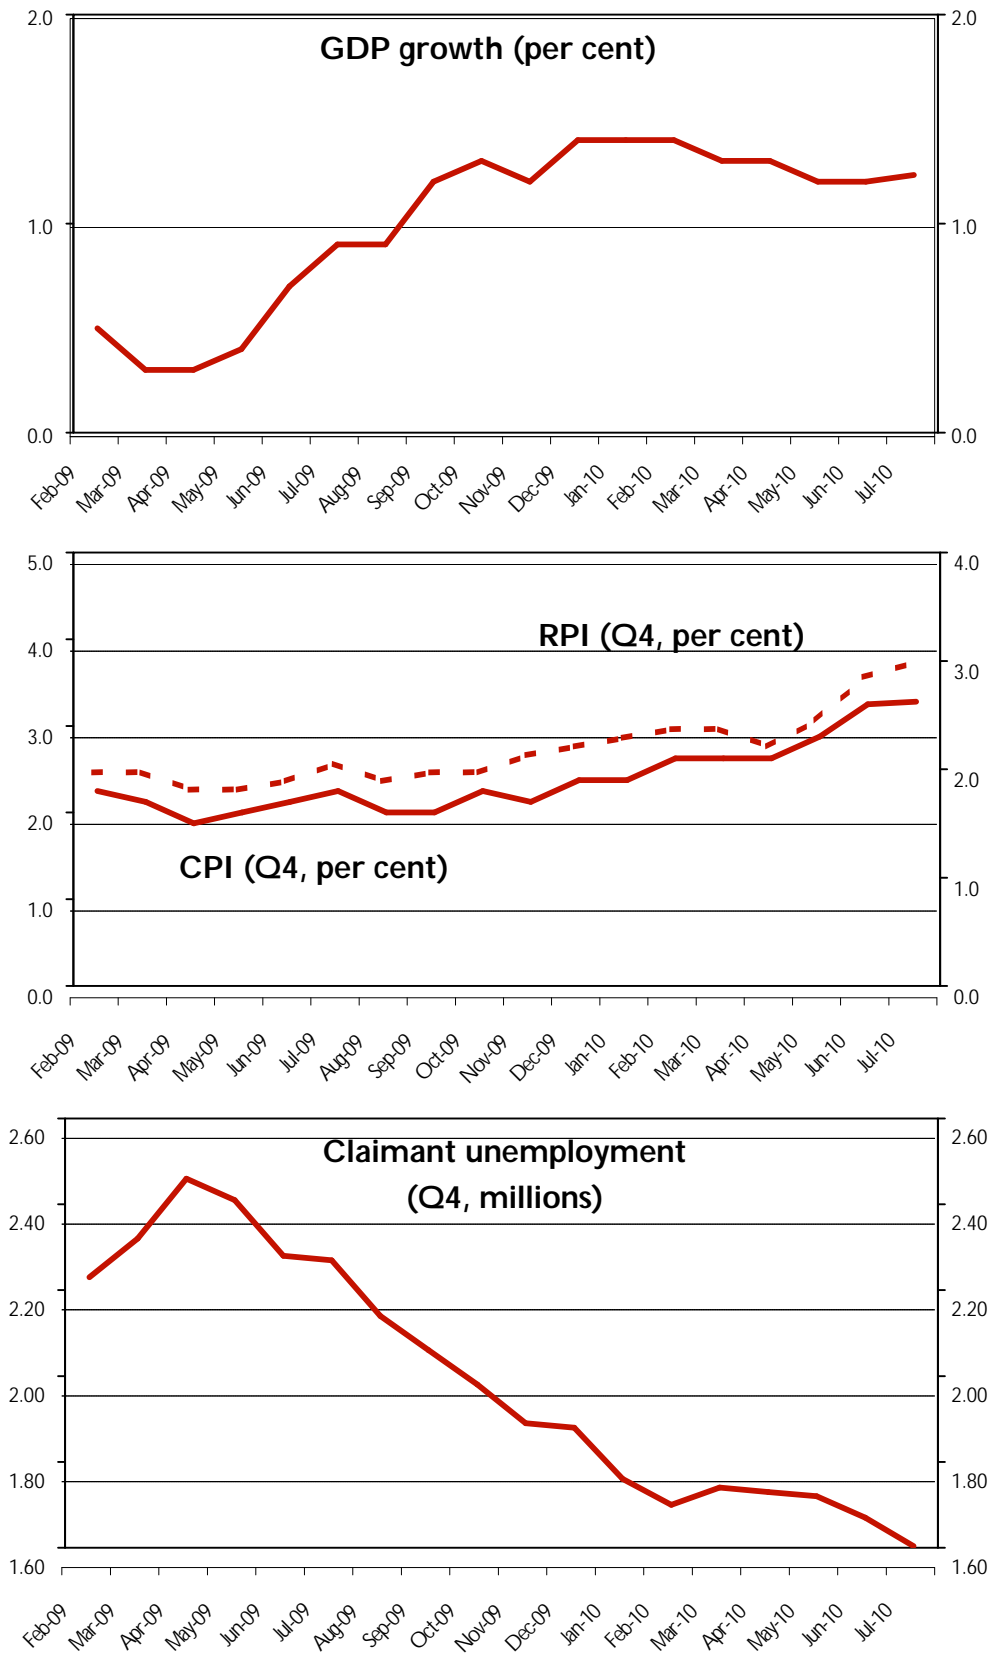 GDP growth (per cent)
2.0 2.0
1.0 1.0
0.0 0.0
Feb-09 Mar-09 Apr-09 May-09 Jun-09 Jul-09 Aug-09 Sep-09 Oct-09 Nov-09 Dec-09 Jan-10 Feb-10 Mar-10 Apr-10 May-10 Jun-10 Jul-10
5.0 4.0
RPI (Q4, per cent)
4.0 3.0
3.0 2.0
2.0
CPI (Q4, per cent)
1.0 1.0
0.0 0.0
Feb-09 Mar-09 Apr-09 May-09 Jun-09 Jul-09 Aug-09 Sep-09 Oct-09 Nov-09 Dec-09 Jan-10 Feb-10 Mar-10 Apr-10 May-10 Jun-10 Jul-10
2.60 2.60
Claimant unemployment
(Q4, millions)
2.40 2.40
2.20 2.20
2.00 2.00
1.80 1.80
1.60 1.60
Feb-09 Mar-09 Apr-09 May-09 Jun-09 Jul-09 Aug-09 Sep-09 Oct-09 Nov-09 Dec-09 Jan-10 Feb-10 Mar-10 Apr-10 May-10 Jun-10 Jul-10